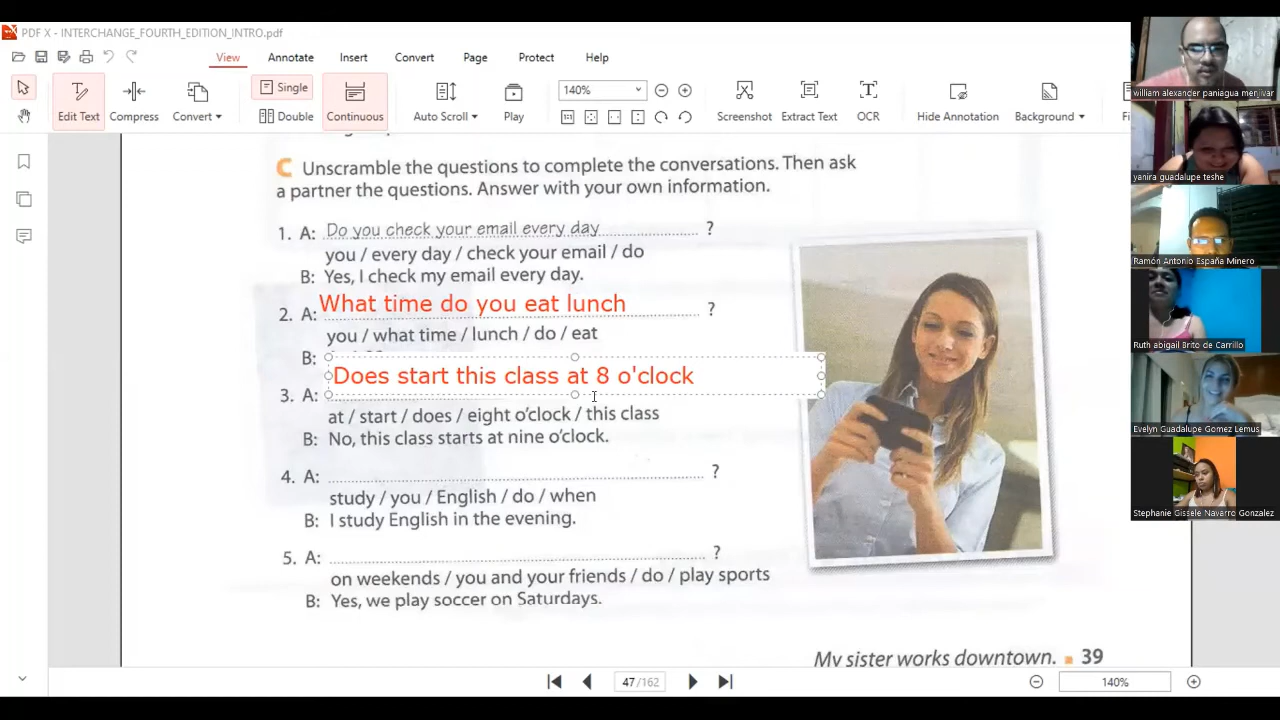 PDF X - INTERCHANGE_FOURTH_EDITION_INTRO.pdf
View Annotate Insert Convert Page Protect Help
Single
Double
140%
Edit Text Compress Convert Continuous Auto Scroll Play Screenshot Extract Text OCR Hide Annotation Background
C Unscramble the questions to complete the conversations. Then ask
a partner the questions. Answer with your own information.
1. A: Do you check your email every day ?
you / every day / check your email / do
B: Yes, I check my email every day.
2. A: What time do you eat lunch ?
you / what time / lunch / do / eat
B:
3. A: Does start this class at 8 o'clock
at / start / does / eight o'clock / this class
B: No, this class starts at nine o'clock.
4. A: ?
study / you / English / do / when
B: I study English in the evening.
5. A: ?
on weekends / you and your friends / do / play sports
B: Yes, we play soccer on Saturdays.
My sister works downtown. 39
47 /162
140%
william alexander paniagua menjivar
yanira guadalupe teshe
Ramón Antonio España Minero
Ruth abigail Brito de Carrillo
Evelyn Guadalupe Gomez Lemus
Stephanie Gissele Navarro Gonzalez